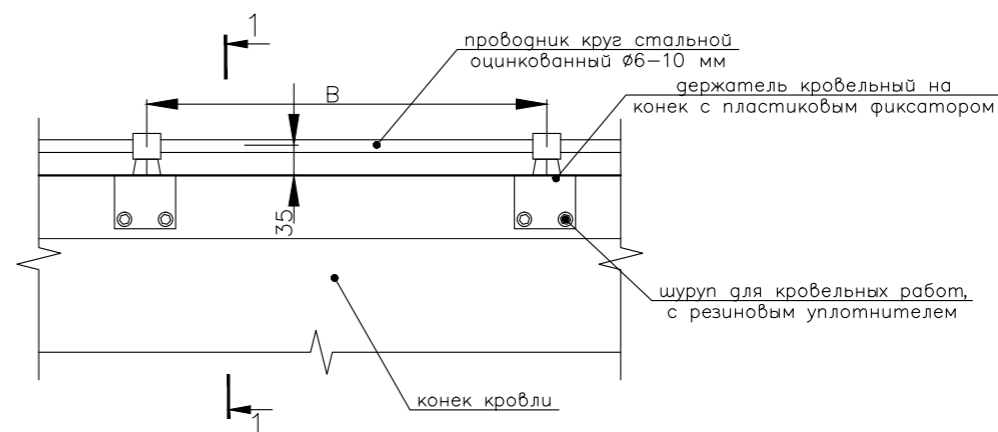 1
проводник круг стальной
оцинкованный Ø6-10 мм
держатель кровельный на
конек с пластиковым фиксатором
В
35
шуруп для кровельных работ,
с резиновым уплотнителем
конек кровли
1